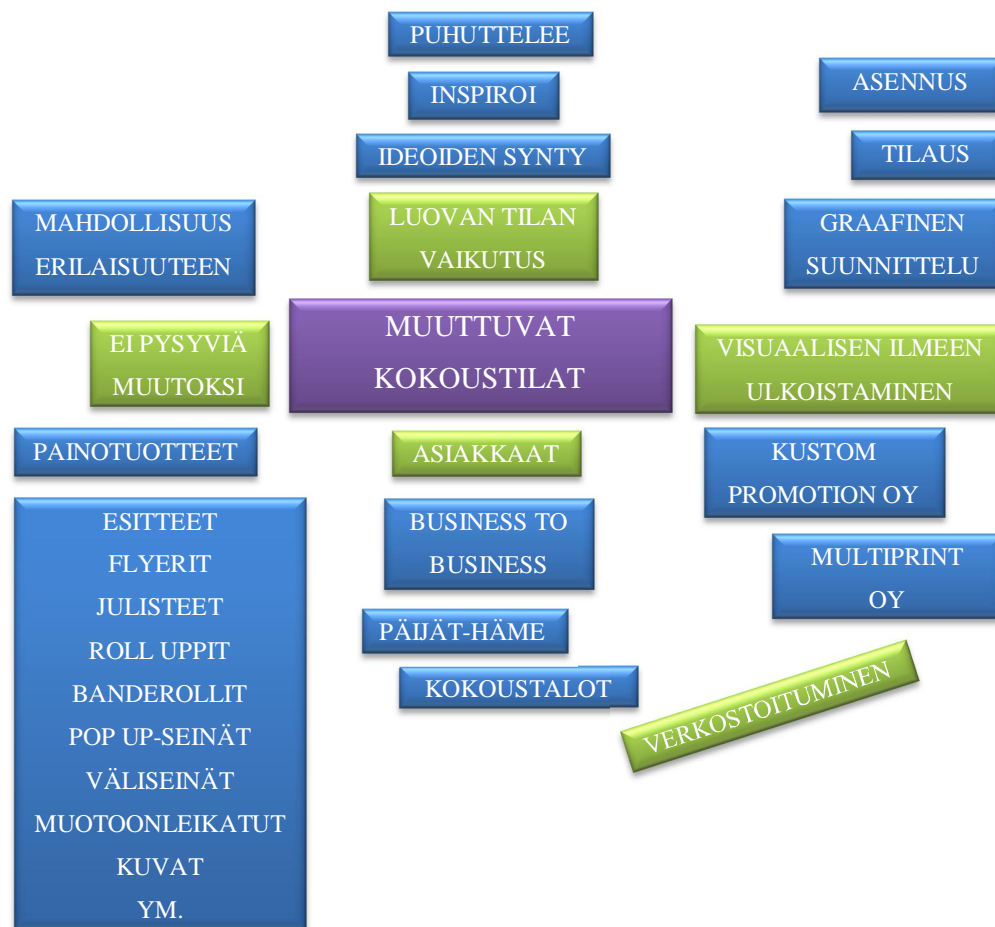 PUHUTTELEE
INSPIROI
IDEOIDEN SYNTY
LUOVAN TILAN
VAIKUTUS
ASENNUS
TILAUS
GRAAFINEN
SUUNNITTELU
MAHDOLLISUUS
ERILAISUUTEEN
EI PYSYVIÄ
MUUTOKSI
MUUTTUVAT
KOKOUSTILAT
VISUAALISEN ILMEEN
ULKOISTAMINEN
PAINOTUOTTEET
ESITTEET
FLYERIT
JULISTEET
ROLL UPPIT
BANDEROLLIT
POP UP-SEINÄT
VÄLISEINÄT
MUOTOONLEIKATUT
KUVAT
YM.
ASIAKKAAT
BUSINESS TO
BUSINESS
PÄIJÄT-HÄME
KOKOUSTALOT
KUSTOM
PROMOTION OY
MULTIPRINT
OY
VERKOSTOITUMINEN